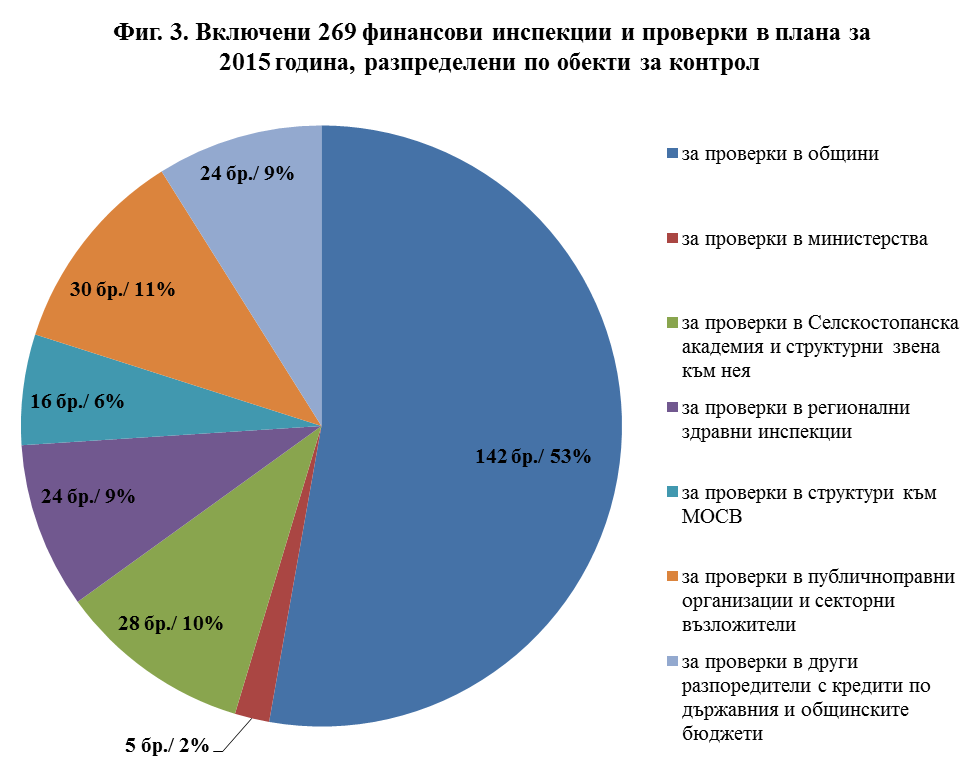 Фиг. 3. Включени 269 финансови инспекции и проверки в плана за
2015 година, разпределени по обекти за контрол
24 бр./ 9%
30 бр./ 11%
16 бр./ 6%
24 бр./ 9%
28 бр./ 10%
5 бр./ 2%
142 бр./ 53%
за проверки в общини
за проверки в министерства
за проверки в Селскостопанска
академия и структурни звена
към нея
за проверки в регионални
здравни инспекции
за проверки в структури към
МОСВ
за проверки в публичноправни
организации и секторни
възложители
за проверки в други
разпоредители с кредити по
държавния и общинските
бюджети